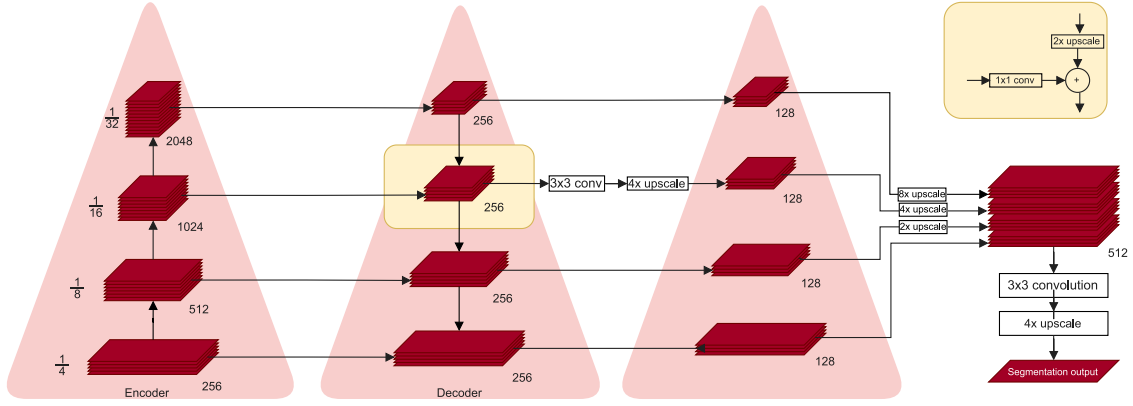 2x upscale
1x1 conv
+
1
32
2048
256
128
1
16
1024
256
3x3 conv
4x upscale
128
8x upscale
4x upscale
2x upscale
512
1
8
512
256
128
3x3 convolution
4x upscale
1
4
256
256
128
Segmentation output
Encoder
Decoder